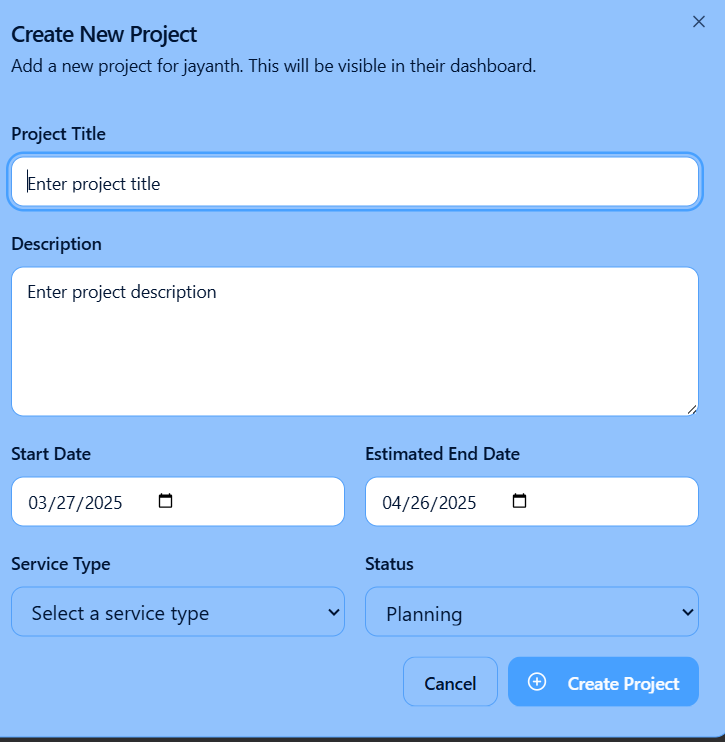 Create New Project
Add a new project for jayanth. This will be visible in their dashboard.
Project Title
Enter project title
Description
Enter project description
Start Date
Estimated End Date
03/27/2025
04/26/2025
Service Type
Status
Select a service type
Planning
Cancel
Create Project